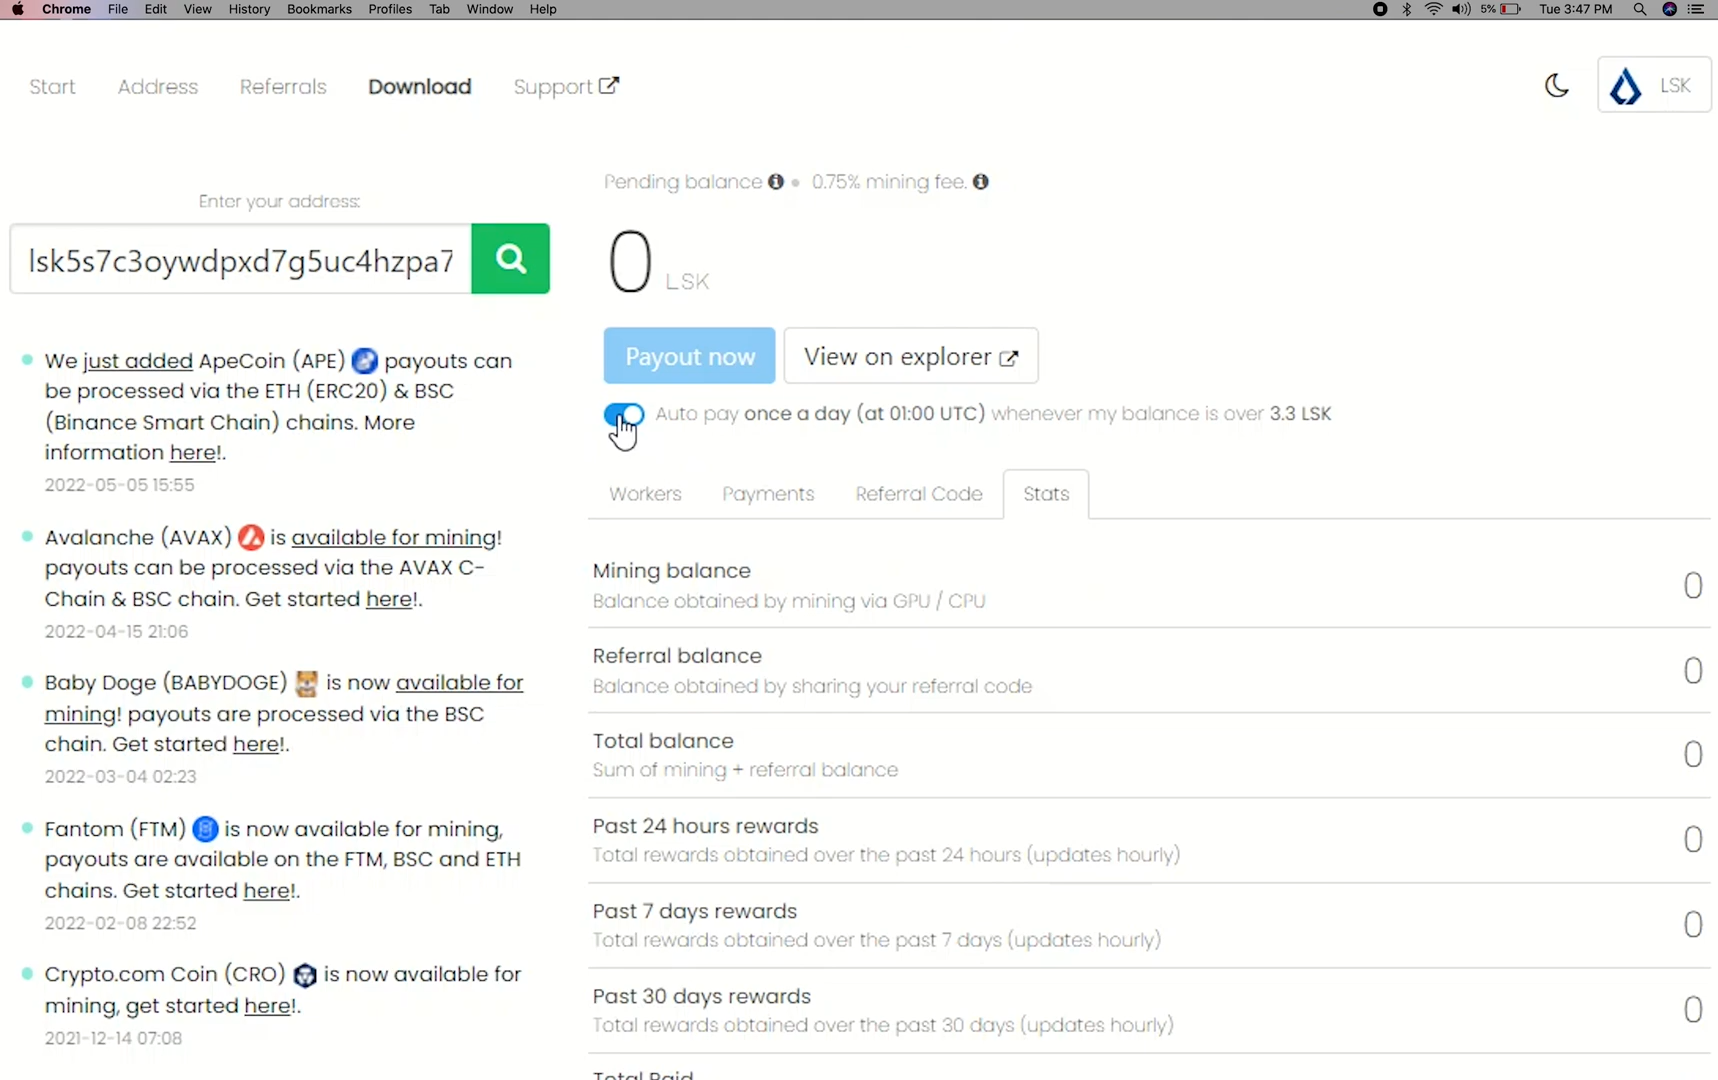 Chrome File Edit View History Bookmarks Profiles Tab Window Help 5% Tue 3:47 PM
Start Address Referrals Download Support LSK
Enter your address:
lsk5s7c3oywdpxd7g5uc4hzpa7
We just added ApeCoin (APE) payouts can
be processed via the ETH (ERC20) & BSC
(Binance Smart Chain) chains. More
information here!.
2022-05-05 15:55
Avalanche (AVAX) is available for mining!
payouts can be processed via the AVAX C-
Chain & BSC chain. Get started here!.
2022-04-15 21:06
Baby Doge (BABYDOGE) is now available for
mining! payouts are processed via the BSC
chain. Get started here!.
2022-03-04 02:23
Fantom (FTM) is now available for mining,
payouts are available on the FTM, BSC and ETH
chains. Get started here!.
2022-02-08 22:52
Crypto.com Coin (CRO) is now available for
mining, get started here!.
2021-12-14 07:08
Pending balance • 0.75% mining fee.
0 LSK
Payout now View on explorer
Auto pay once a day (at 01:00 UTC) whenever my balance is over 3.3 LSK
Workers Payments Referral Code Stats
Mining balance 0
Balance obtained by mining via GPU / CPU
Referral balance 0
Balance obtained by sharing your referral code
Total balance 0
Sum of mining + referral balance
Past 24 hours rewards 0
Total rewards obtained over the past 24 hours (updates hourly)
Past 7 days rewards 0
Total rewards obtained over the past 7 days (updates hourly)
Past 30 days rewards 0
Total rewards obtained over the past 30 days (updates hourly)
Total Paid